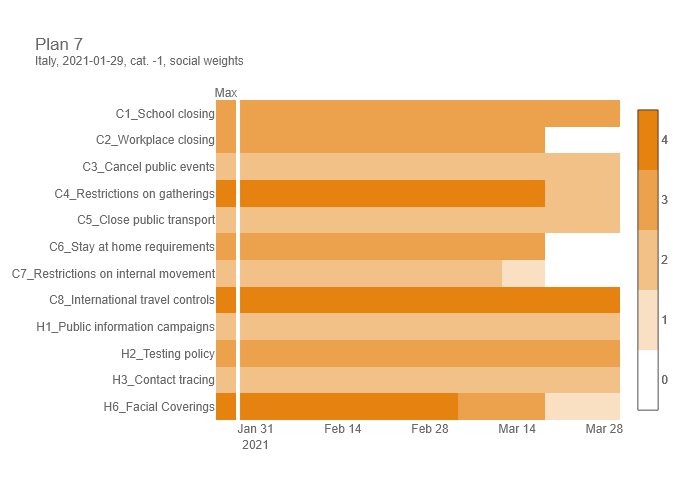 Plan 7
Italy, 2021-01-29, cat. -1, social weights
Max
C1_School closing
C2_Workplace closing
C3_Cancel public events
C4_Restrictions on gatherings
C5_Close public transport
C6_Stay at home requirements
C7_Restrictions on internal movement
C8_International travel controls
H1_Public information campaigns
H2_Testing policy
H3_Contact tracing
H6_Facial Coverings
4
3
2
1
0
Jan 31 Feb 14 Feb 28 Mar 14 Mar 28
2021